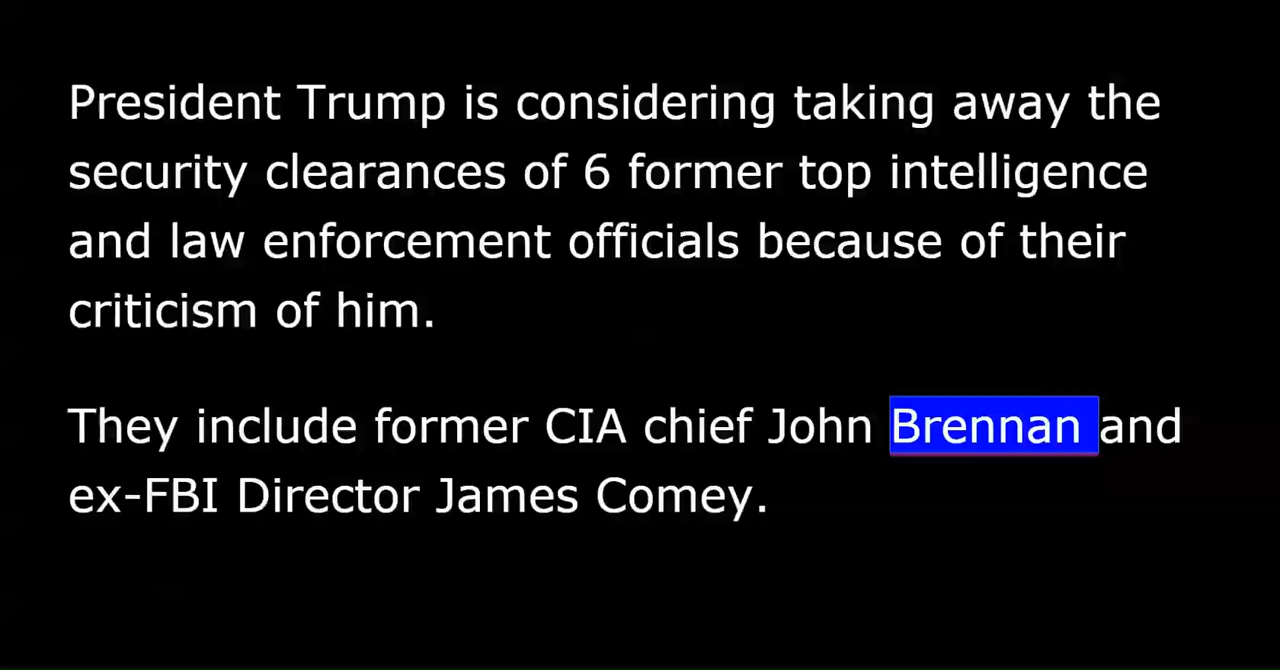 President Trump is considering taking away the
security clearances of 6 former top intelligence
and law enforcement officials because of their
criticism of him.
They include former CIA chief John Brennan and
ex-FBI Director James Comey.